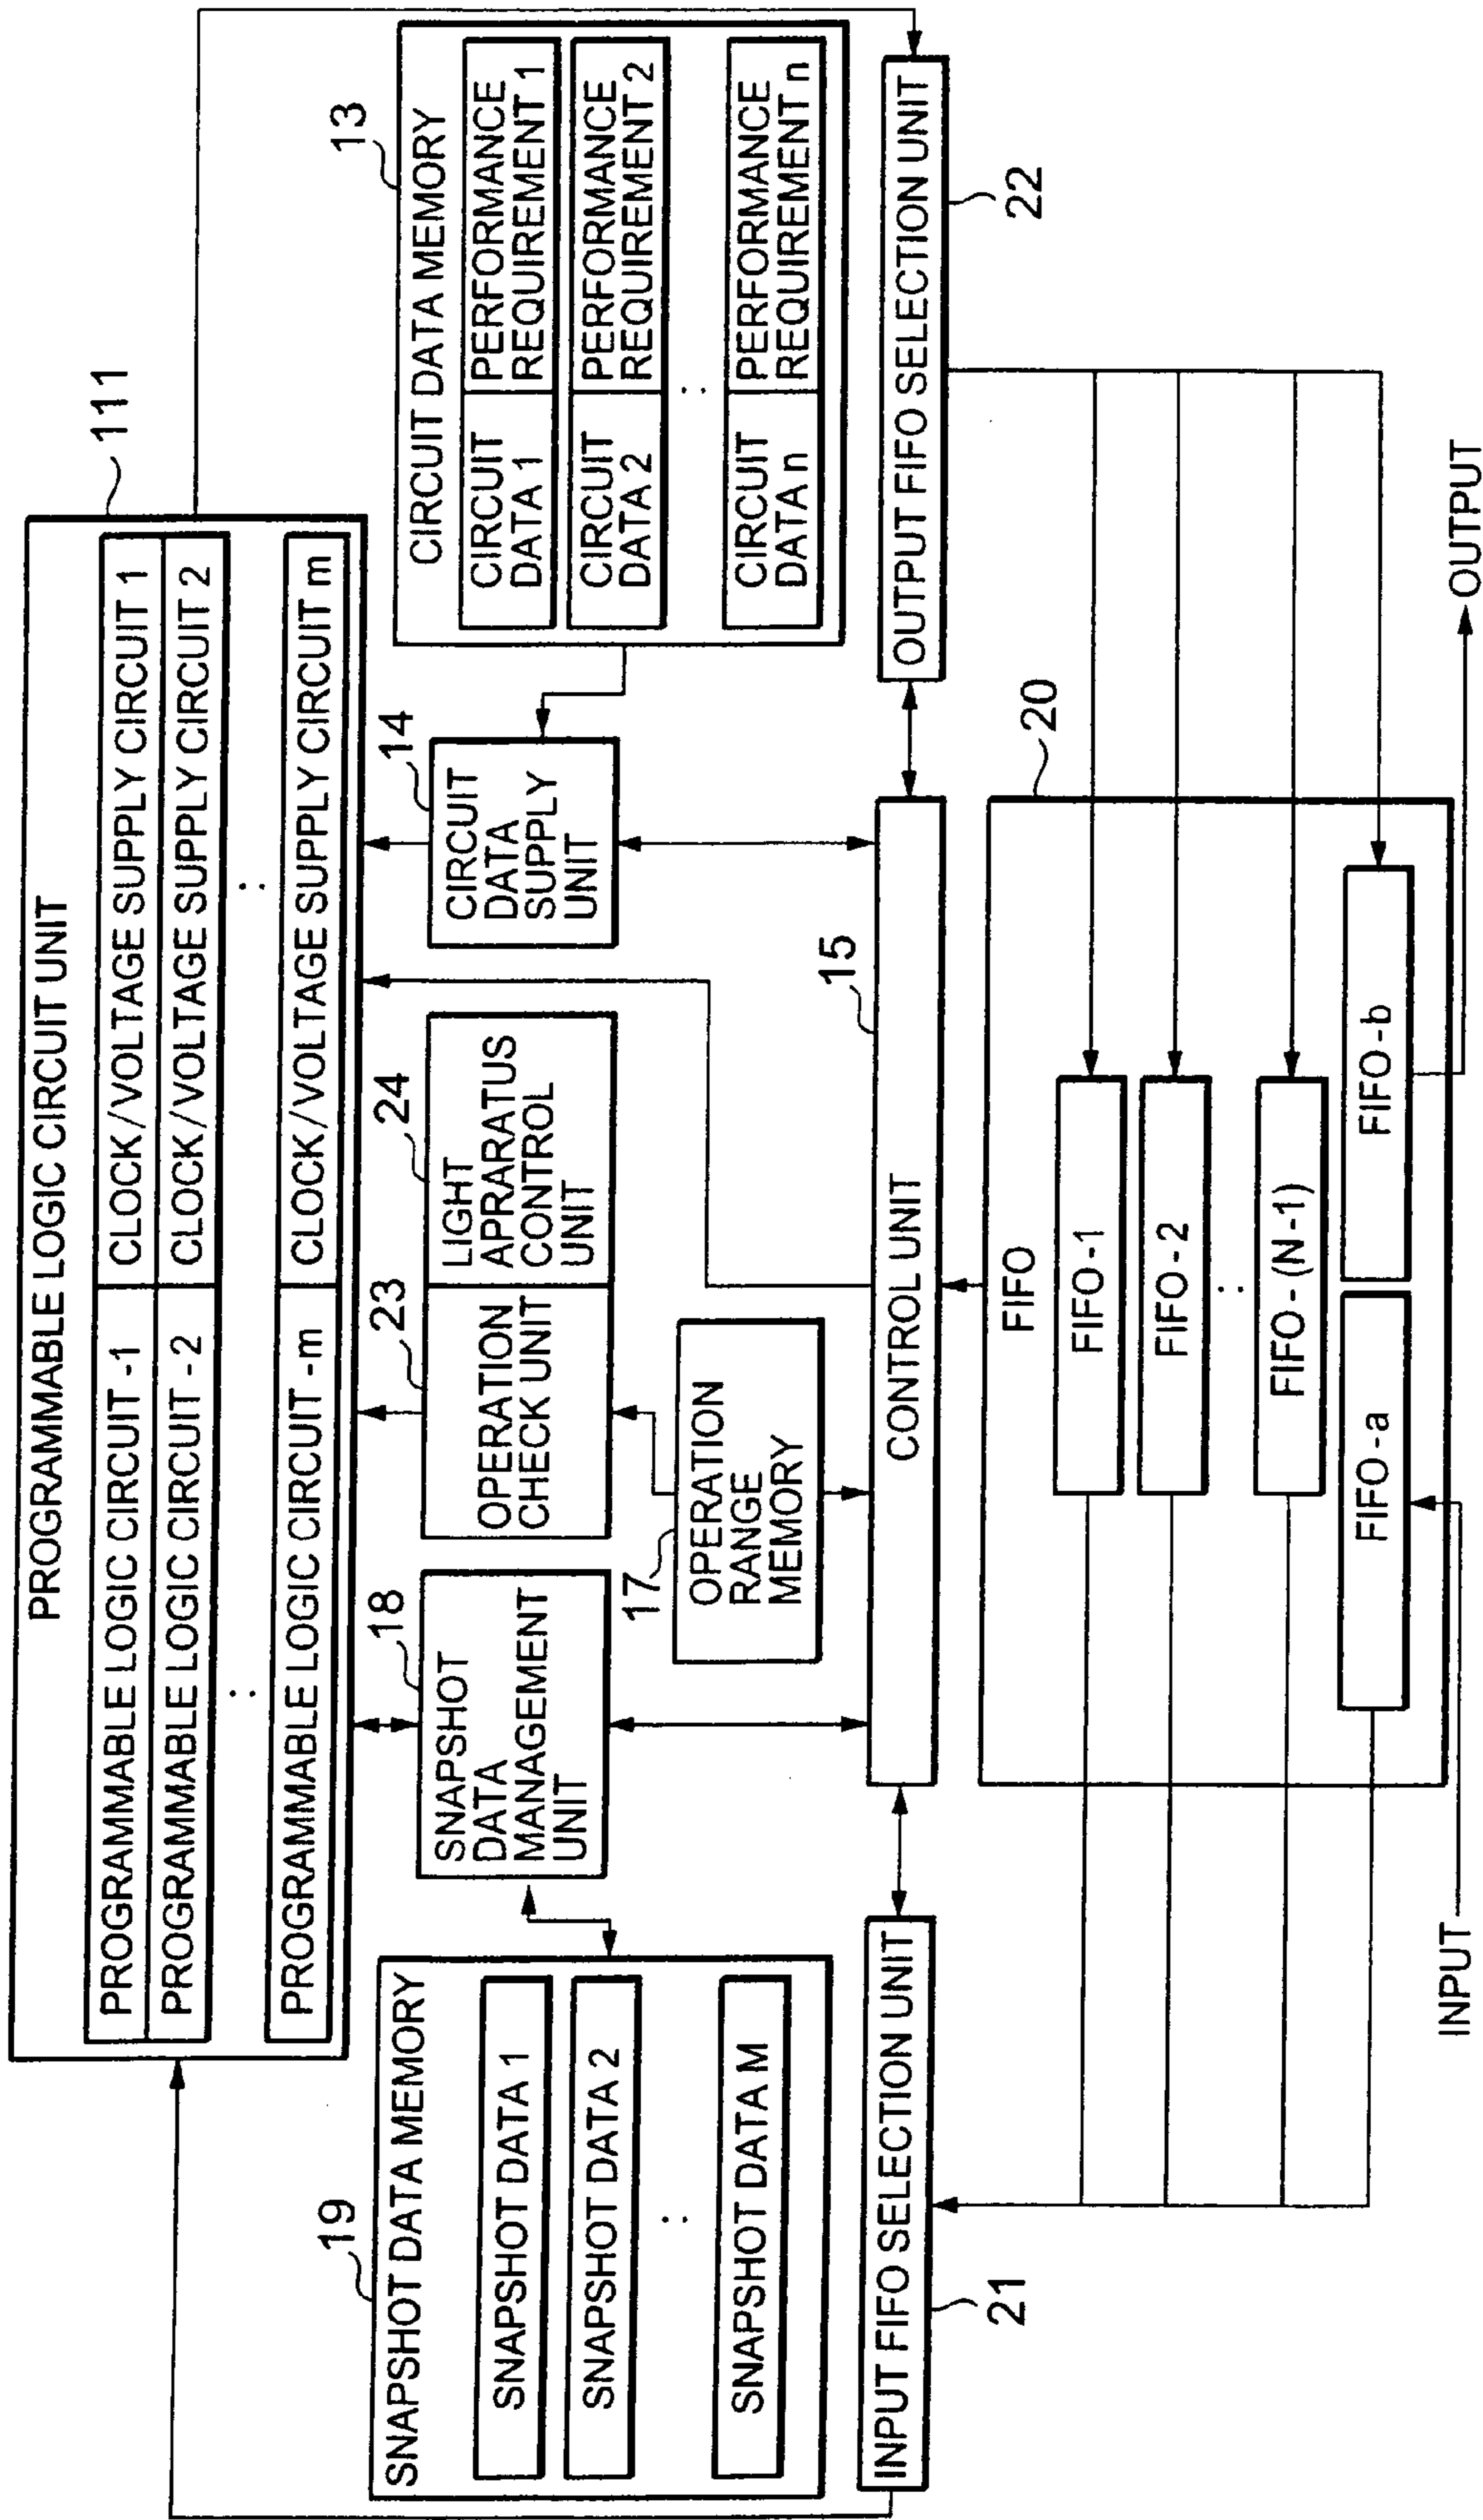 PROGRAMMABLE LOGIC CIRCUIT UNIT
111
PROGRAMMABLE LOGIC CIRCUIT -1
CLOCK/VOLTAGE SUPPLY CIRCUIT 1
PROGRAMMABLE LOGIC CIRCUIT -2
CLOCK/VOLTAGE SUPPLY CIRCUIT 2
:
:
PROGRAMMABLE LOGIC CIRCUIT -m
CLOCK/VOLTAGE SUPPLY CIRCUIT m
19
SNAPSHOT DATA MEMORY
SNAPSHOT DATA 1
SNAPSHOT DATA 2
:
SNAPSHOT DATA M
18
SNAPSHOT
DATA
MANAGEMENT
UNIT
23
OPERATION
CHECK UNIT
24
LIGHT
APRARATUS
CONTROL
UNIT
14
CIRCUIT
DATA
SUPPLY
UNIT
13
CIRCUIT DATA MEMORY
CIRCUIT
DATA 1
PERFORMANCE
REQUIREMENT 1
CIRCUIT
DATA 2
PERFORMANCE
REQUIREMENT 2
:
CIRCUIT
DATA n
PERFORMANCE
REQUIREMENT n
17
OPERATION
RANGE
MEMORY
15
INPUT FIFO SELECTION UNIT
21
CONTROL UNIT
OUTPUT FIFO SELECTION UNIT
22
20
FIFO
FIFO -1
FIFO -2
:
FIFO- (N -1)
FIFO -a
FIFO -b
INPUT
OUTPUT